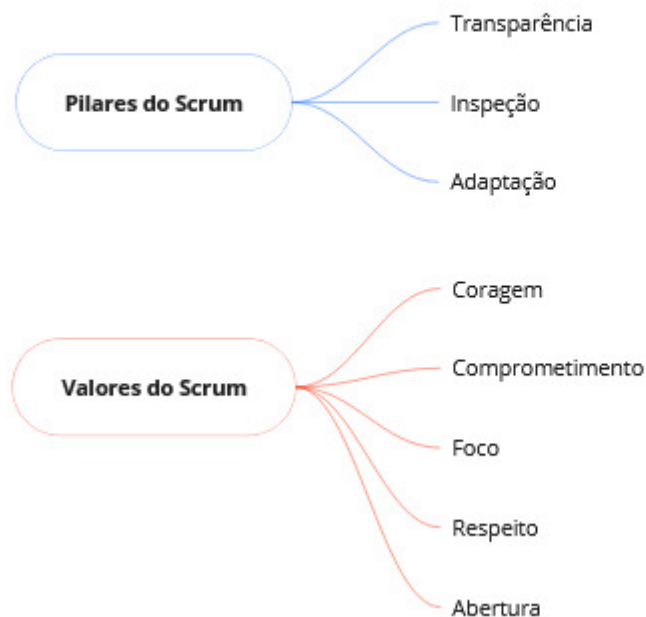 Pilares do Scrum
Transparência
Inspeção
Adaptação
Valores do Scrum
Coragem
Comprometimento
Foco
Respeito
Abertura